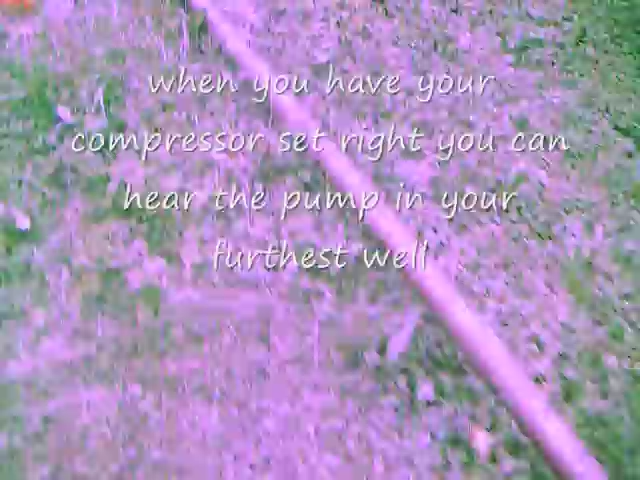 when you have your
compressor set right you can
hear the pump in your
furthest well